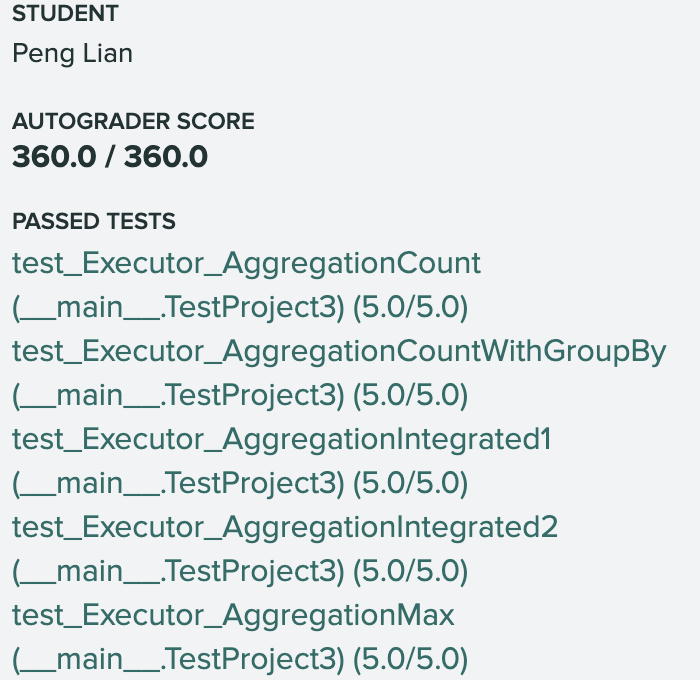 STUDENT
Peng Lian
AUTOGRADER SCORE
360.0 / 360.0
PASSED TESTS
test_Executor_AggregationCount
(__main__.TestProject3) (5.0/5.0)
test_Executor_AggregationCountWithGroupBy
(__main__.TestProject3) (5.0/5.0)
test_Executor_AggregationIntegrated1
(__main__.TestProject3) (5.0/5.0)
test_Executor_AggregationIntegrated2
(__main__.TestProject3) (5.0/5.0)
test_Executor_AggregationMax
(__main__.TestProject3) (5.0/5.0)